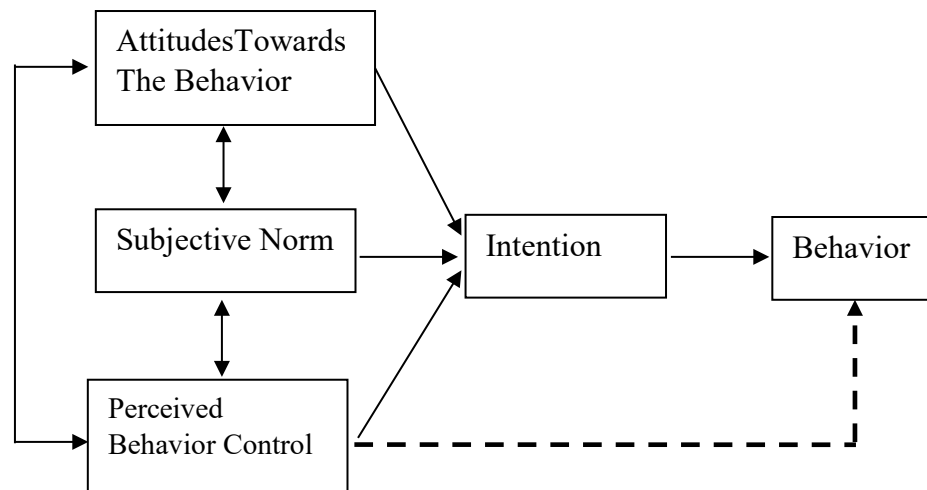 AttitudesTowards
The Behavior
Subjective Norm
Intention
Behavior
Perceived
Behavior Control